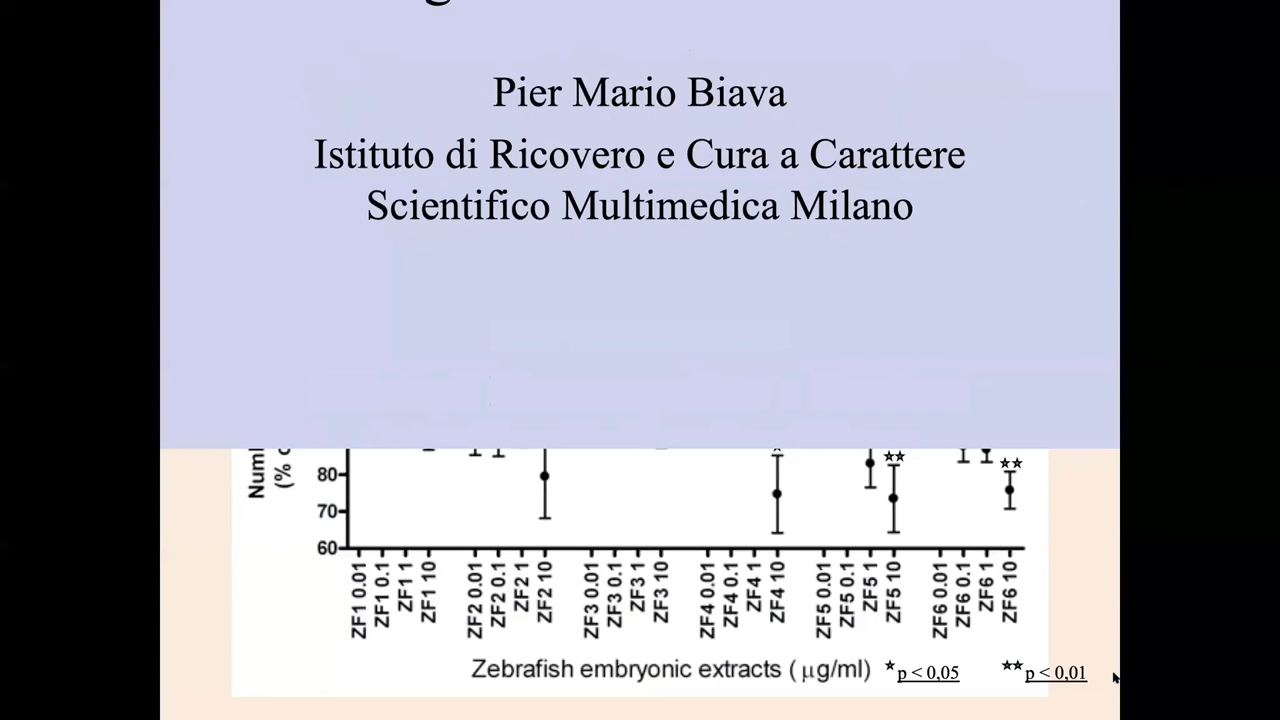 Pier Mario Biava
Istituto di Ricovero e Cura a Carattere
Scientifico Multimedica Milano
80
70
60
ZF1 0.01
ZF1 0.1
ZF1 1
ZF1 10
ZF2 0.01
ZF2 0.1
ZF2 1
ZF2 10
ZF3 0.01
ZF3 0.1
ZF3 1
ZF3 10
ZF4 0.01
ZF4 0.1
ZF4 1
ZF4 10
ZF5 0.01
ZF5 0.1
ZF5 1
ZF5 10
ZF6 0.01
ZF6 0.1
ZF6 1
ZF6 10
Zebrafish embryonic extracts ( μg/ml)
p < 0,05
p < 0,01